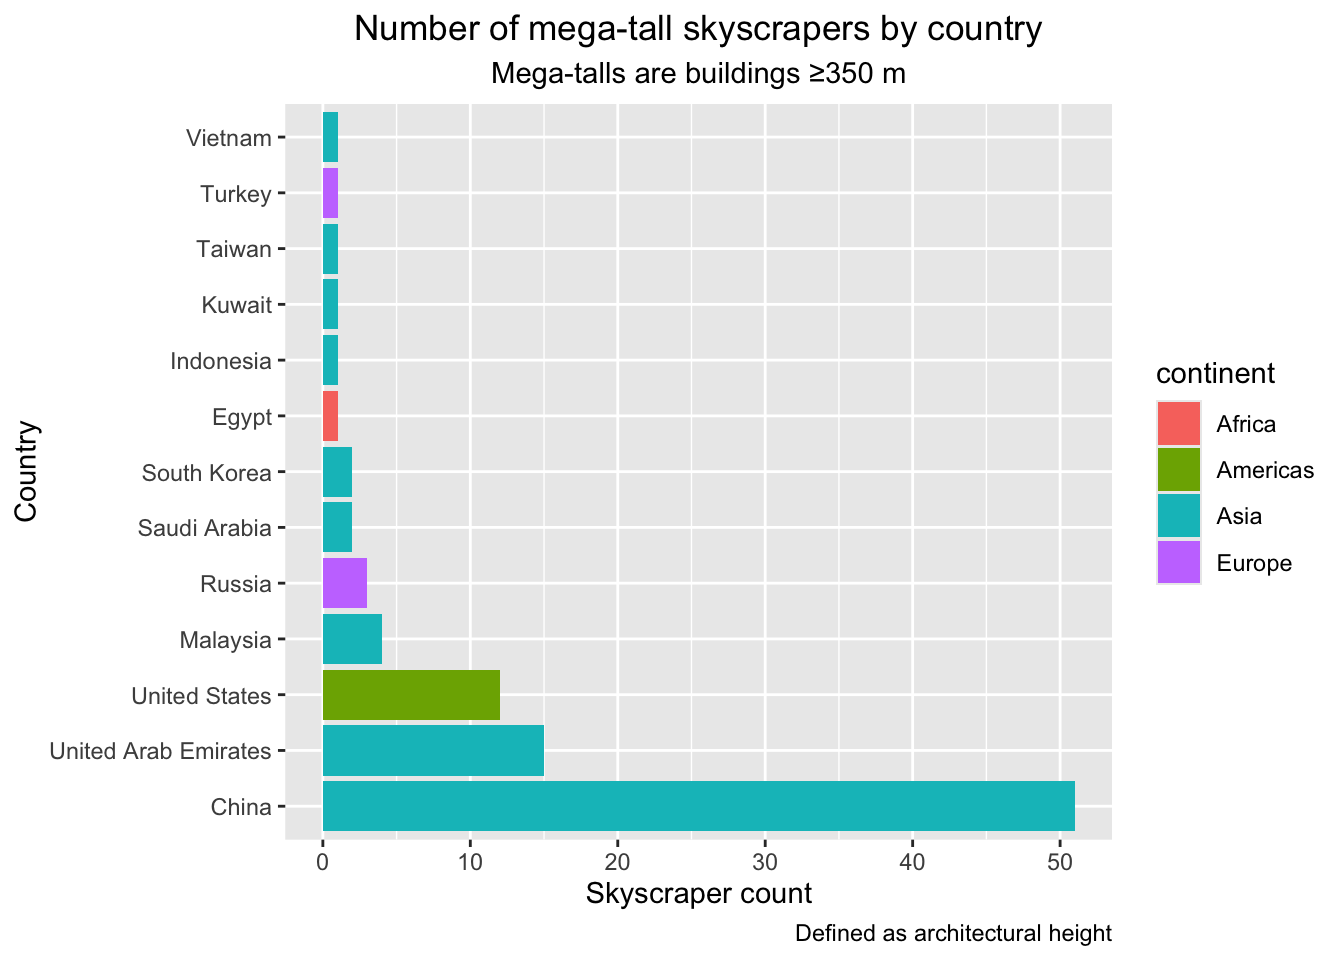 Number of mega-tall skyscrapers by country
Mega-talls are buildings ≥350 m
Vietnam
Turkey
Taiwan
Kuwait
Indonesia
Egypt
South Korea
Saudi Arabia
Russia
Malaysia
United States
United Arab Emirates
China
Country
0 10 20 30 40 50
Skyscraper count
Defined as architectural height
continent
Africa
Americas
Asia
Europe